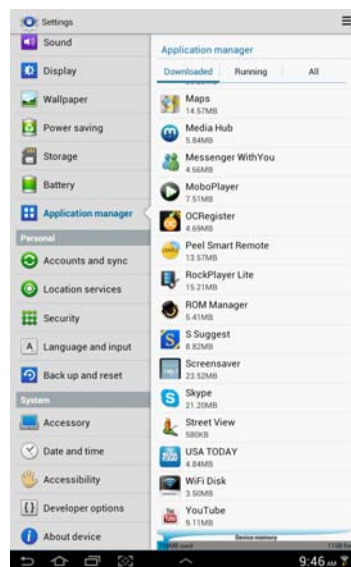 Settings
Sound
Display
Wallpaper
Power saving
Storage
Battery
Application manager
Personal
Accounts and sync
Location services
Security
Language and input
Back up and reset
System
Accessory
Date and time
Accessibility
Developer options
About device
Application manager
Downloaded Running All
Maps
14.57MB
Media Hub
5.84MB
Messenger WithYou
4.66MB
MoboPlayer
7.51MB
OCRegister
4.69MB
Peel Smart Remote
13.57MB
RockPlayer Lite
15.21MB
ROM Manager
5.41MB
S Suggest
8.82MB
Screensaver
23.52MB
Skype
21.20MB
Street View
580KB
USA TODAY
4.84MB
WiFi Disk
3.50MB
YouTube
9.11MB
Device memory
9:46 AM